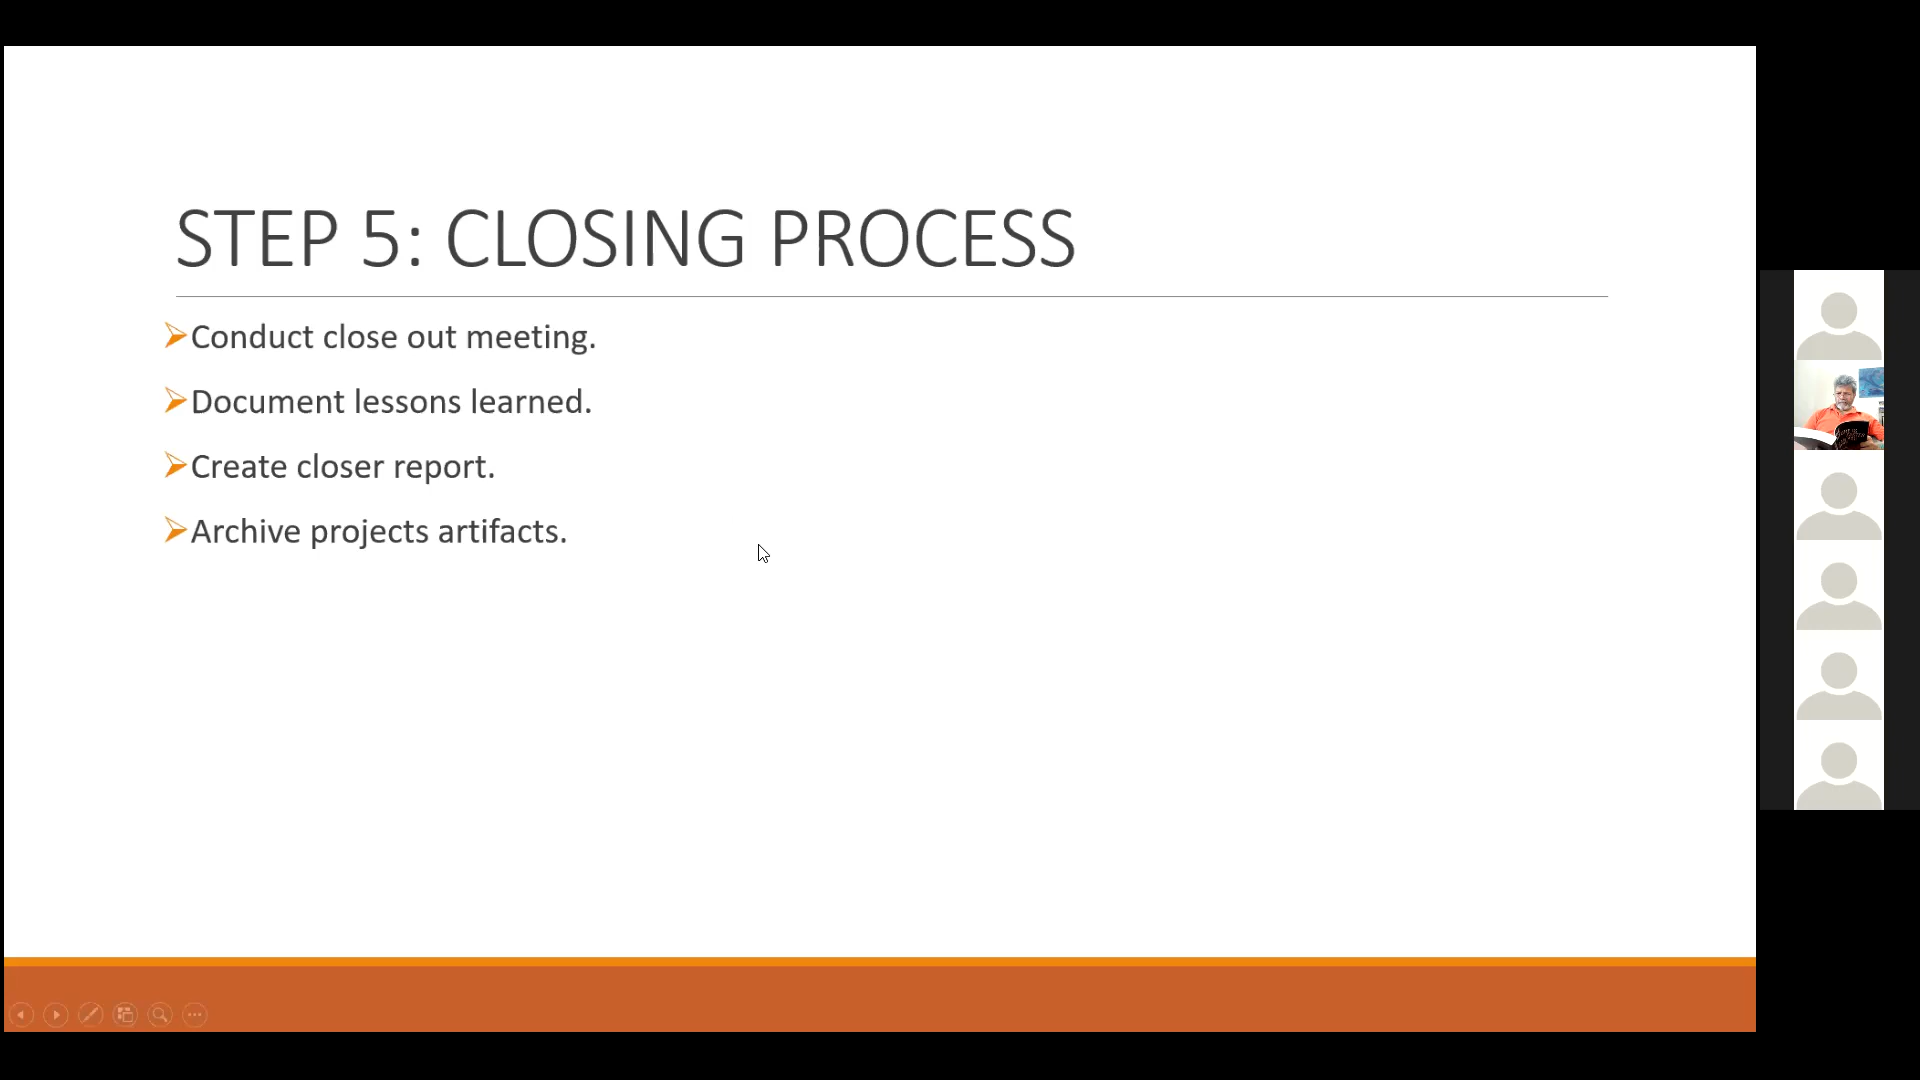 STEP 5: CLOSING PROCESS
Conduct close out meeting.
Document lessons learned.
Create closer report.
Archive projects artifacts.